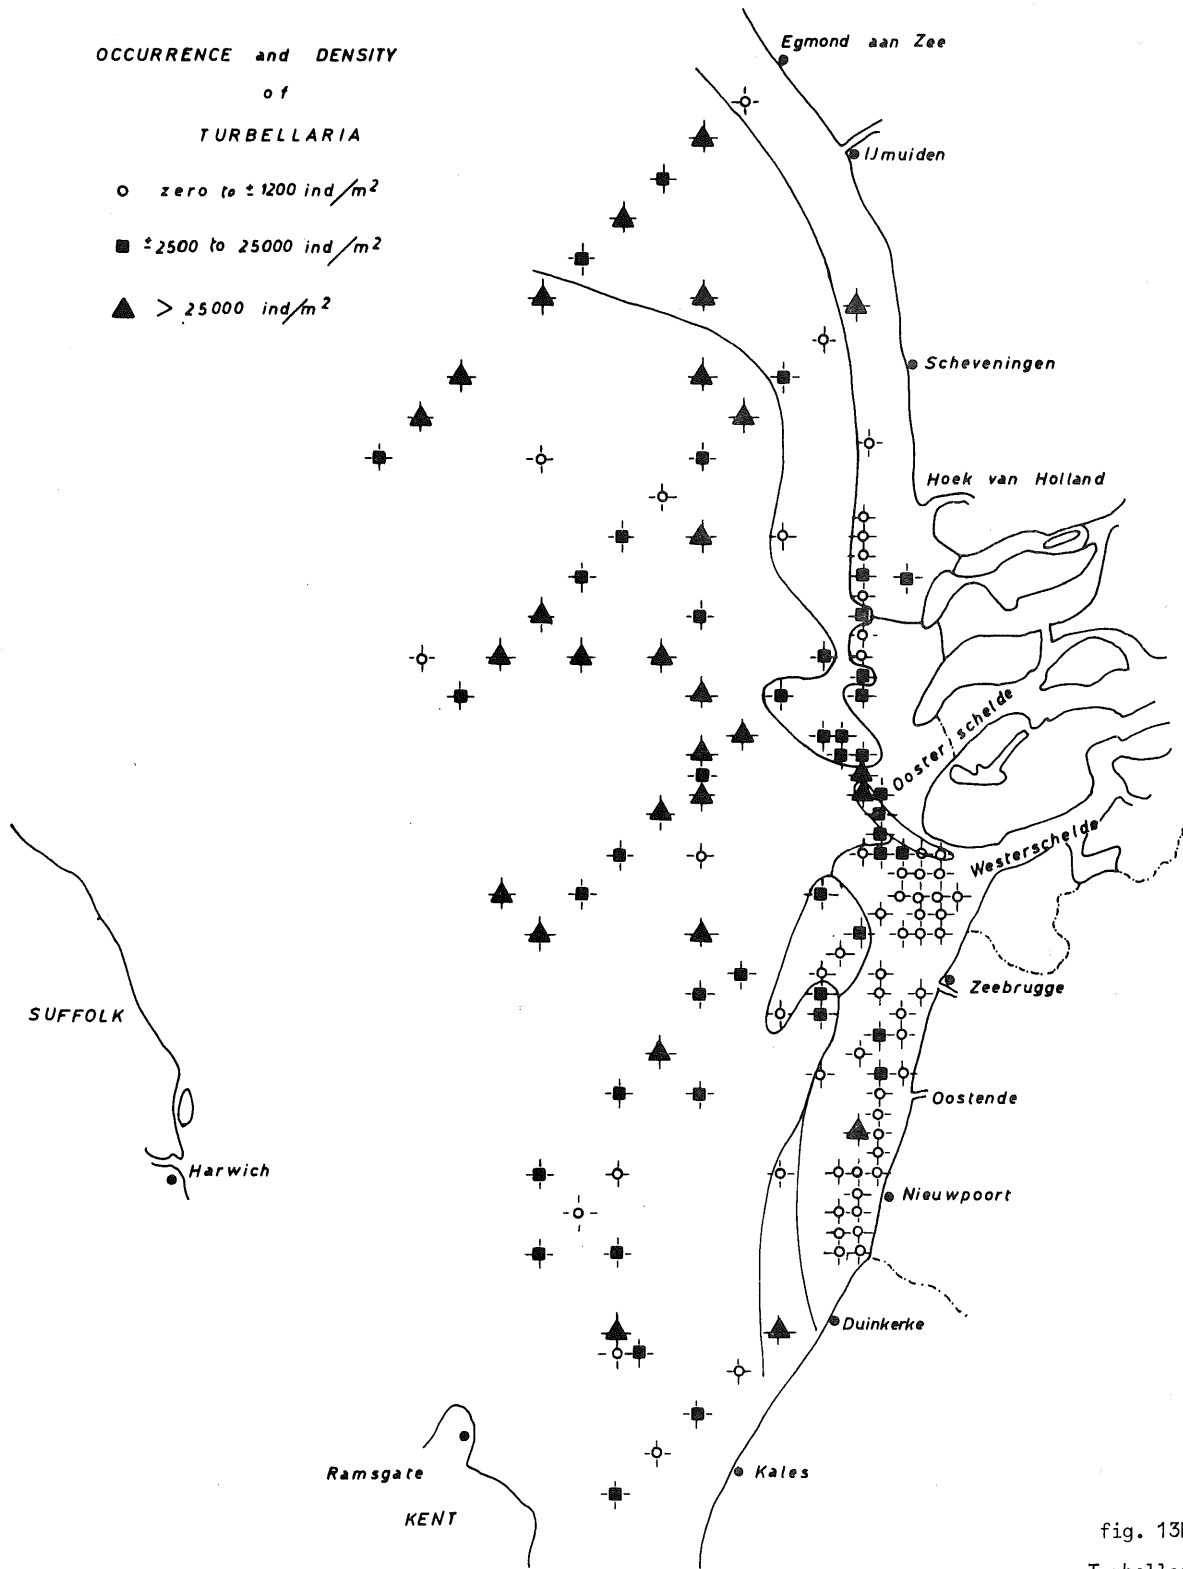 OCCURRENCE and DENSITY
of
TURBELLARIA
zero to ± 1200 ind/m²
±2500 to 25000 ind/m²
> 25000 ind/m²
Egmond aan Zee
IJmuiden
Scheveningen
Hoek van Holland
Oosterschelde
Westerschelde
Zeebrugge
SUFFOLK
Oostende
Harwich
Nieuwpoort
Duinkerke
Ramsgate
Kales
KENT
fig.